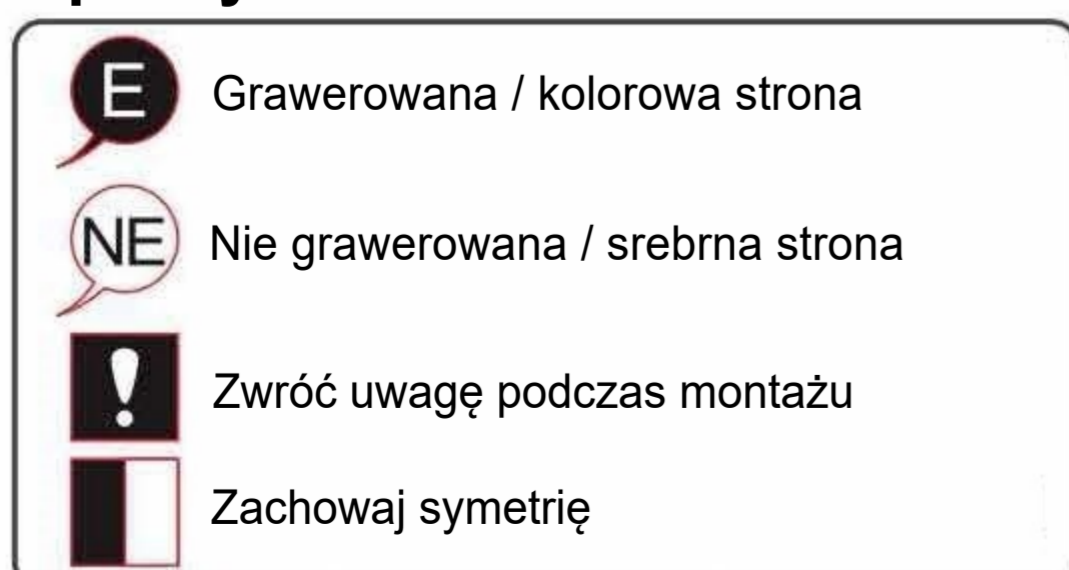 E Grawerowana / kolorowa strona
NE Nie grawerowana / srebrna strona
! Zwróć uwagę podczas montażu
Zachowaj symetrię